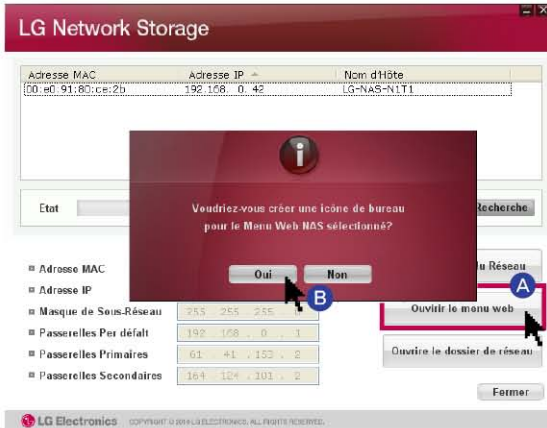 LG Network Storage
Adresse MAC Adresse IP Nom d'Hôte
00:e0:91:80:ce:2b 192.168. 0. 42 LG-NAS-N1T1
i
Voudriez-vous créer une icône de bureau
pour le Menu Web NAS sélectionné?
Etat Recherche
Oui Non
B
Adresse MAC du Réseau
A
Adresse IP
Masque de Sous-Réseau 255 . 255 . 255 . 0 Ouvrir le menu web
Passerelles Per défalt 192 . 168 . 0 . 1
Passerelles Primaires 61 . 41 . 153 . 2 Ouvrire le dossier de réseau
Passerelles Secondaires 164 . 124 . 101 . 2
Fermer
LG Electronics COPYRIGHT © LG ELECTRONICS. ALL RIGHTS RESERVED.